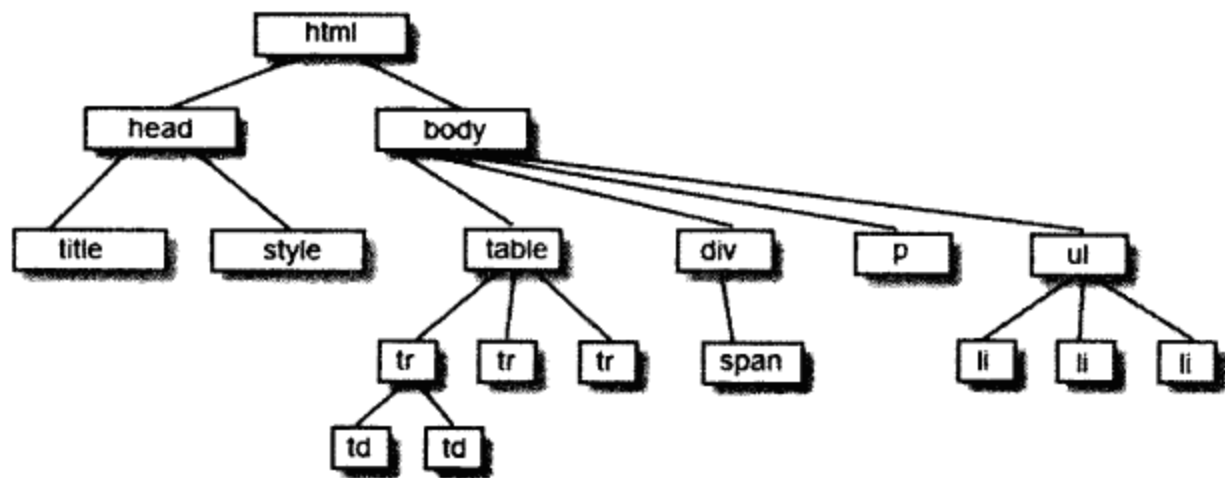 html
head body
title style table div p ul
tr tr tr span li li li
td td